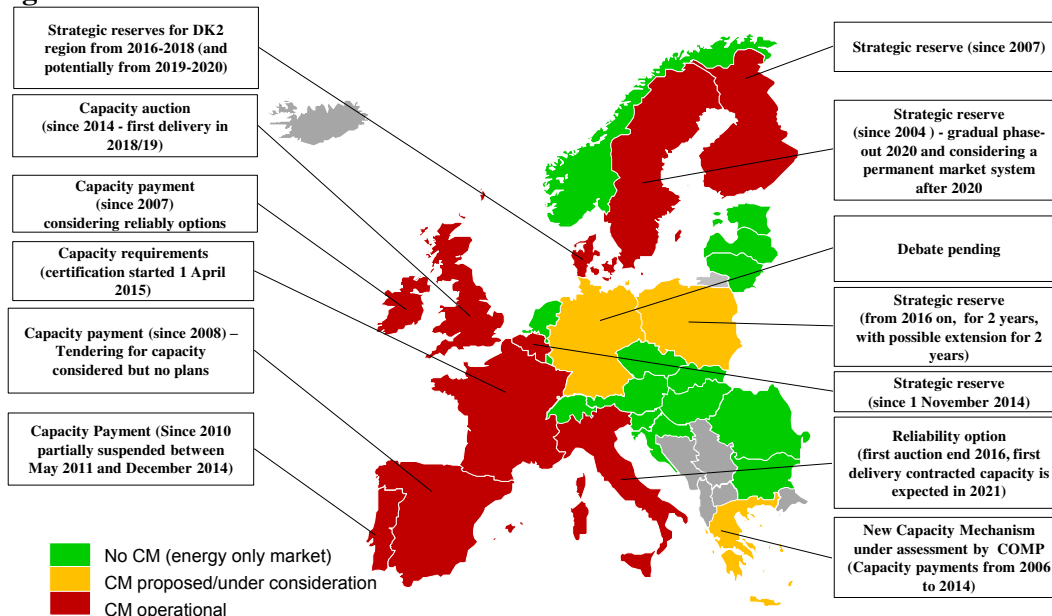 Strategic reserves for DK2
region from 2016-2018 (and
potentially from 2019-2020)
Capacity auction
(since 2014 - first delivery in
2018/19)
Capacity payment
(since 2007)
considering reliably options
Capacity requirements
(certification started 1 April
2015)
Capacity payment (since 2008) –
Tendering for capacity
considered but no plans
Capacity Payment (Since 2010
partially suspended between
May 2011 and December 2014)
Strategic reserve (since 2007)
Strategic reserve
(since 2004 ) - gradual phase-
out 2020 and considering a
permanent market system
after 2020
Debate pending
Strategic reserve
(from 2016 on, for 2 years,
with possible extension for 2
years)
Strategic reserve
(since 1 November 2014)
Reliability option
(first auction end 2016, first
delivery contracted capacity is
expected in 2021)
New Capacity Mechanism
under assessment by COMP
(Capacity payments from 2006
to 2014)
No CM (energy only market)
CM proposed/under consideration
CM operational